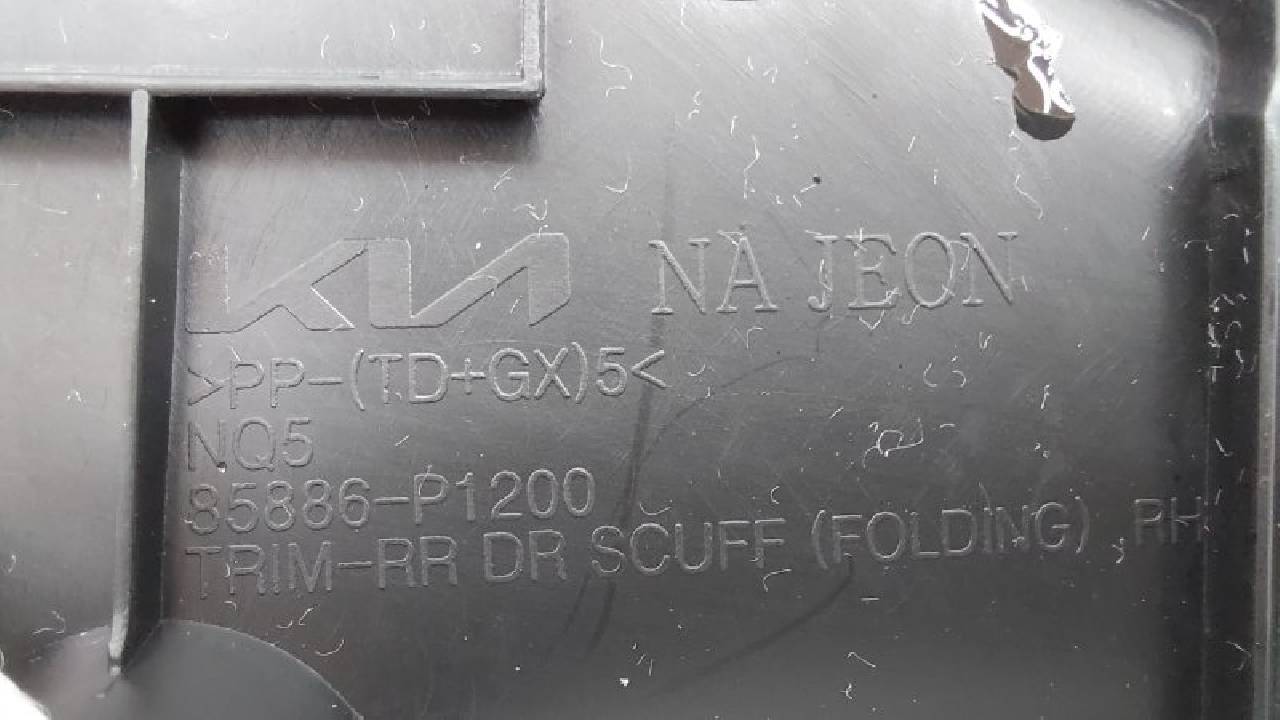 KIA NA JEON
>PP-(TD+GX)5<
NQ5
85886-P1200
TRIM-RR DR SCUFF (FOLDING) ,RH